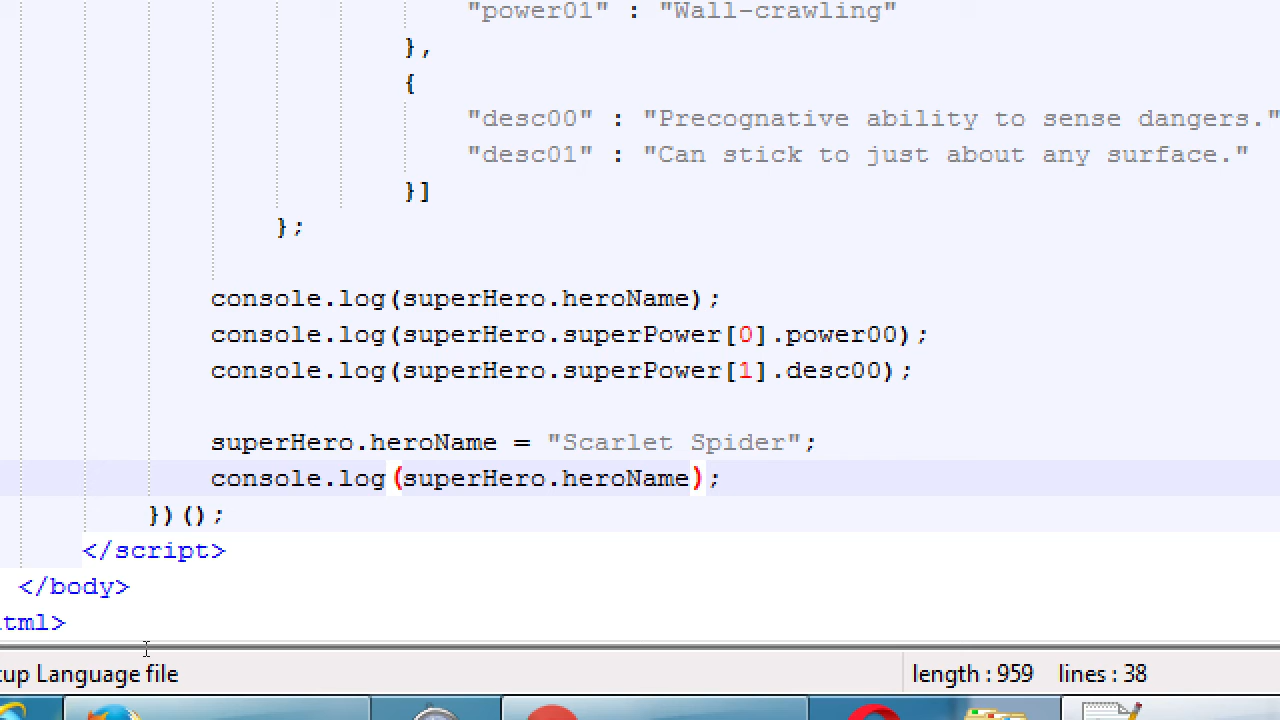 "power01" : "Wall-crawling"
},
{
"desc00" : "Precognative ability to sense dangers."
"desc01" : "Can stick to just about any surface."
}]
};
console.log(superHero.heroName);
console.log(superHero.superPower[0].power00);
console.log(superHero.superPower[1].desc00);
superHero.heroName = "Scarlet Spider";
console.log(superHero.heroName);
})();
</script>
</body>
tml>
up Language file length : 959 lines : 38